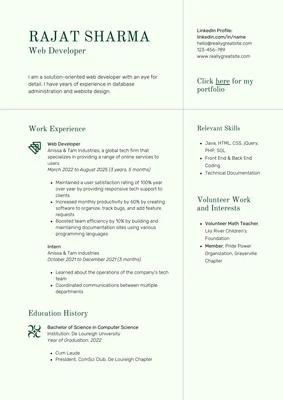 RAJAT SHARMA
Web Developer
I am a solution-oriented web developer with an eye for
detail. I have years of experience in database
administration and website design.
LinkedIn Profile:
linkedin.com/in/name
hello@reallygreatsite.com
123-456-789
www.reallygreatsite.com
Click here for my
portfolio
Work Experience
Web Developer
Anissa & Tam Industries, a global tech firm that
specializes in providing a range of online services to
users
March 2022 to August 2025 (3 years, 5 months)
Maintained a user satisfaction rating of 100% year
over year by providing responsive tech support to
clients
Increased monthly productivity by 60% by creating
software to organize, track bugs, and add feature
requests
Boosted team efficiency by 10% by building and
maintaining documentation sites using various
programming languages
Intern
Anissa & Tam Industries
October 2021 to December 2021 (3 months)
Learned about the operations of the company's tech
team
Coordinated communications between multiple
departments
Education History
Bachelor of Science in Computer Science
Institution: De Loureigh University
Year of Graduation: 2022
Cum Laude
President, ComSci Club, De Loureigh Chapter
Relevant Skills
Java, HTML, CSS, jQuery,
PHP, SQL
Front End & Back End
Coding
Technical Documentation
Volunteer Work
and Interests
Volunteer Math Teacher,
Lily River Children's
Foundation
Member, Pride Power
Organization, Grayerville
Chapter